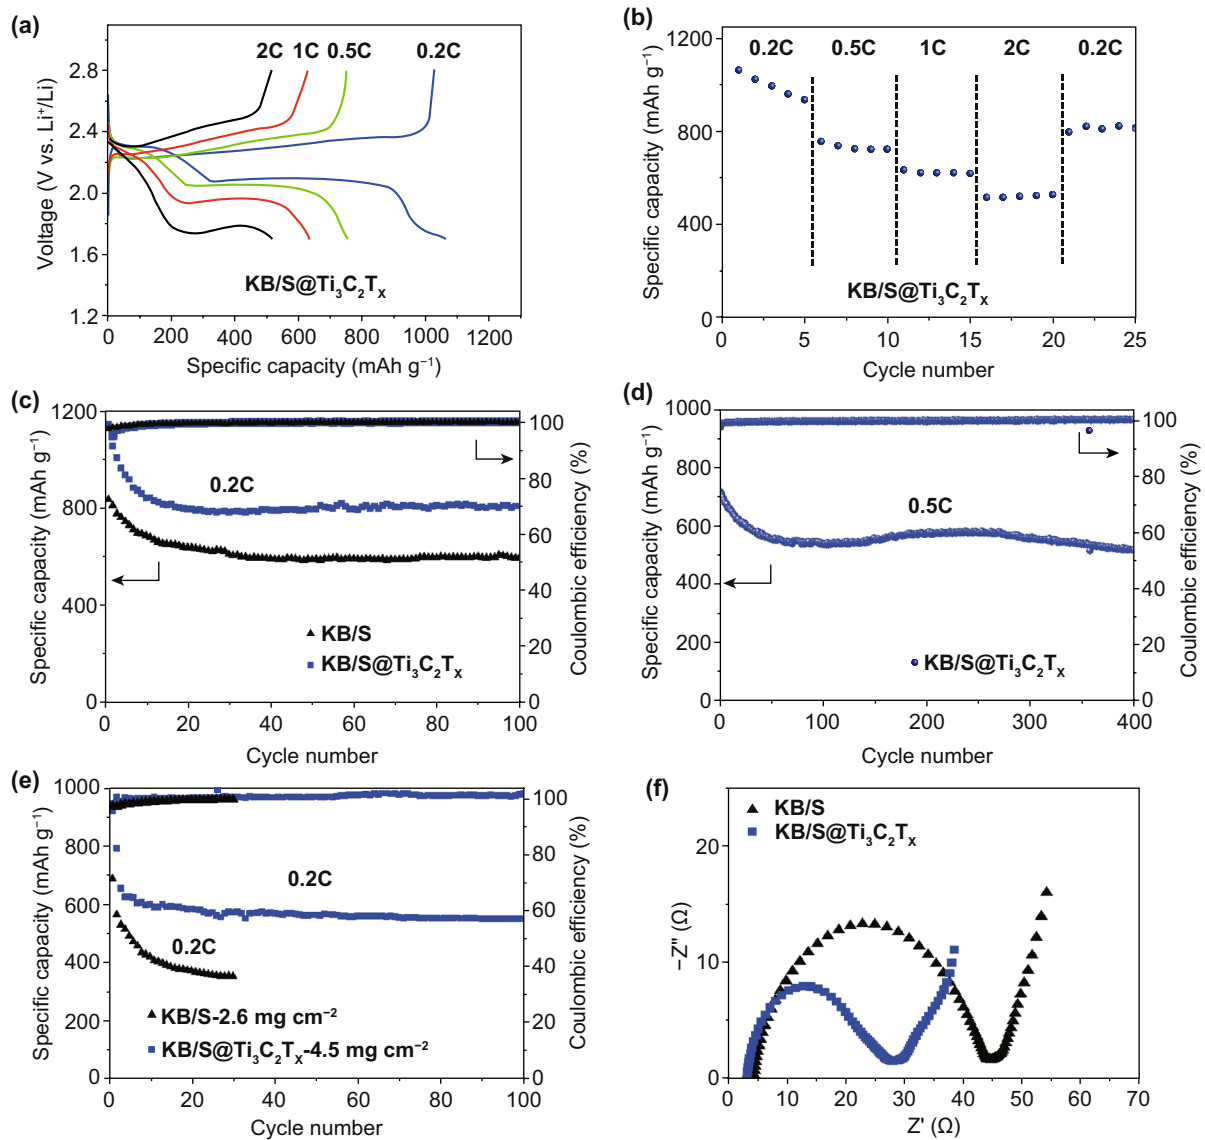 (a)
2C 1C 0.5C 0.2C
2.8
2.4
2.0
1.6
1.2
Voltage (V vs. Li⁺/Li)
KB/S@Ti₃C₂Tₓ
0 200 400 600 800 1000 1200
Specific capacity (mAh g⁻¹)
(b)
1200
800
400
0
Specific capacity (mAh g⁻¹)
0.2C 0.5C 1C 2C 0.2C
KB/S@Ti₃C₂Tₓ
0 5 10 15 20 25
Cycle number
(c)
1200
800
400
0
Specific capacity (mAh g⁻¹)
0.2C
KB/S
KB/S@Ti₃C₂Tₓ
100
80
60
40
20
0
Coulombic efficiency (%)
0 20 40 60 80 100
Cycle number
(d)
1000
800
600
400
200
0
Specific capacity (mAh g⁻¹)
0.5C
KB/S@Ti₃C₂Tₓ
100
80
60
40
20
0
Coulombic efficiency (%)
0 100 200 300 400
Cycle number
(e)
1000
800
600
400
200
0
Specific capacity (mAh g⁻¹)
0.2C
0.2C
KB/S-2.6 mg cm⁻²
KB/S@Ti₃C₂Tₓ-4.5 mg cm⁻²
100
80
60
40
20
0
Coulombic efficiency (%)
0 20 40 60 80 100
Cycle number
(f)
KB/S
KB/S@Ti₃C₂Tₓ
20
10
0
−Z" (Ω)
0 10 20 30 40 50 60 70
Z' (Ω)